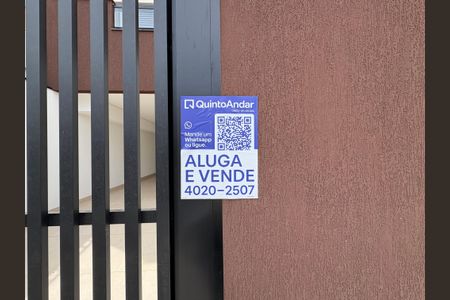 QuintoAndar
Mande um
Whatsapp
ou ligue.
ALUGA
E VENDE
4020-2507